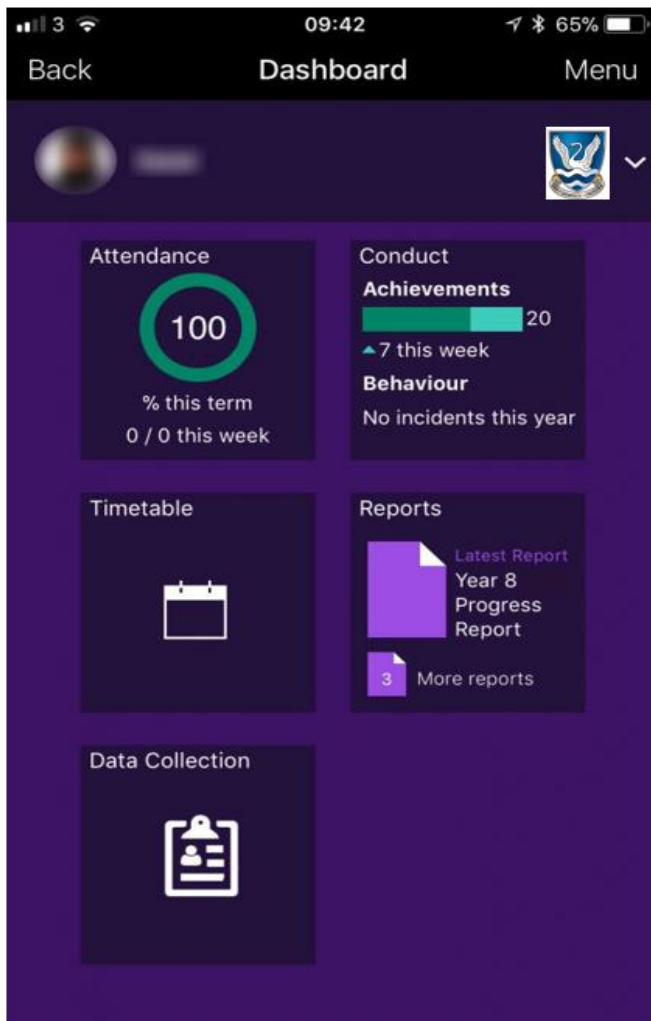 3 09:42 65%
Back Dashboard Menu
Attendance
100
% this term
0 / 0 this week
Conduct
Achievements
20
7 this week
Behaviour
No incidents this year
Timetable
Reports
Latest Report
Year 8
Progress
Report
3 More reports
Data Collection